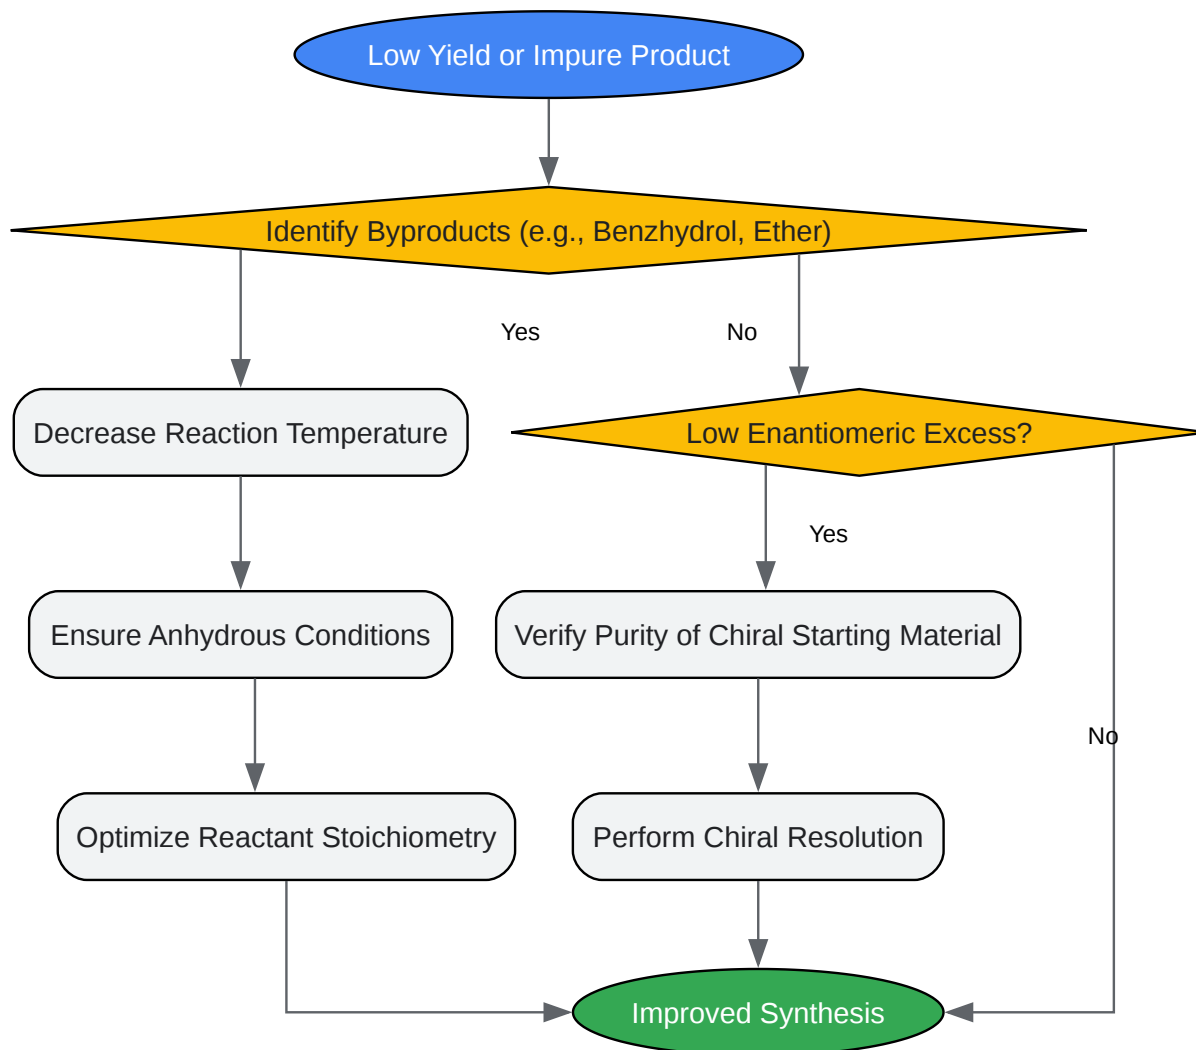 Low Yield or Impure Product
Identify Byproducts (e.g., Benzhydrol, Ether)
Yes
No
Decrease Reaction Temperature
Low Enantiomeric Excess?
Yes
Ensure Anhydrous Conditions
Verify Purity of Chiral Starting Material
No
Optimize Reactant Stoichiometry
Perform Chiral Resolution
Improved Synthesis